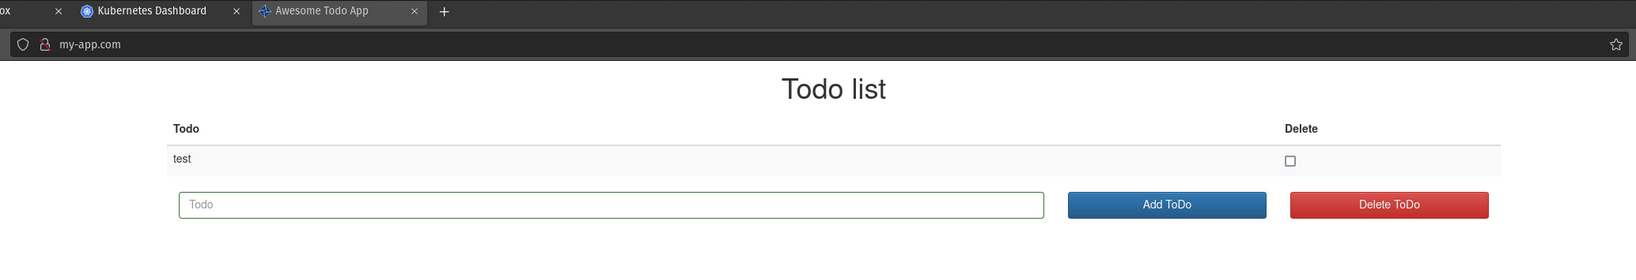 ox Kubernetes Dashboard Awesome Todo App
my-app.com
Todo list
Todo Delete
test
Todo Add ToDo Delete ToDo